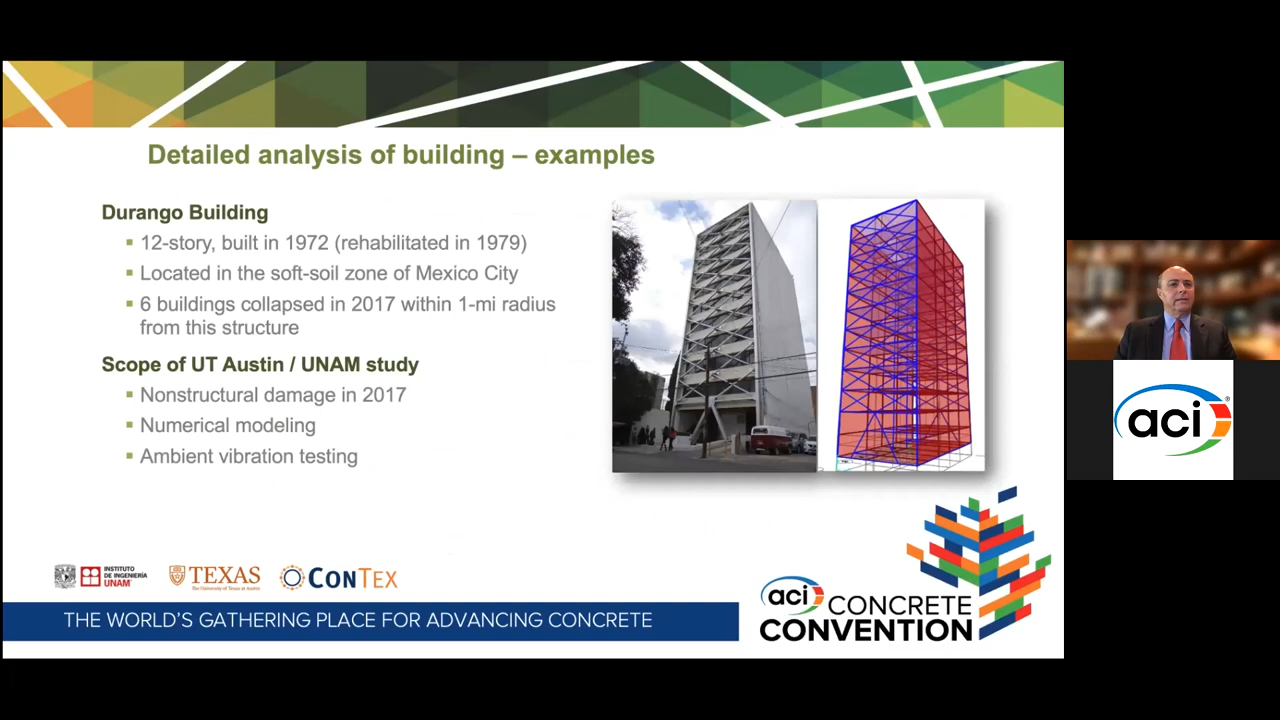 Detailed analysis of building – examples
Durango Building
▪ 12-story, built in 1972 (rehabilitated in 1979)
▪ Located in the soft-soil zone of Mexico City
▪ 6 buildings collapsed in 2017 within 1-mi radius
from this structure
Scope of UT Austin / UNAM study
▪ Nonstructural damage in 2017
▪ Numerical modeling
▪ Ambient vibration testing
INSTITUTO
DE INGENIERÍA
UNAM
TEXAS
The University of Texas at Austin
CONTEX
THE WORLD'S GATHERING PLACE FOR ADVANCING CONCRETE
aci CONCRETE
CONVENTION
aci®